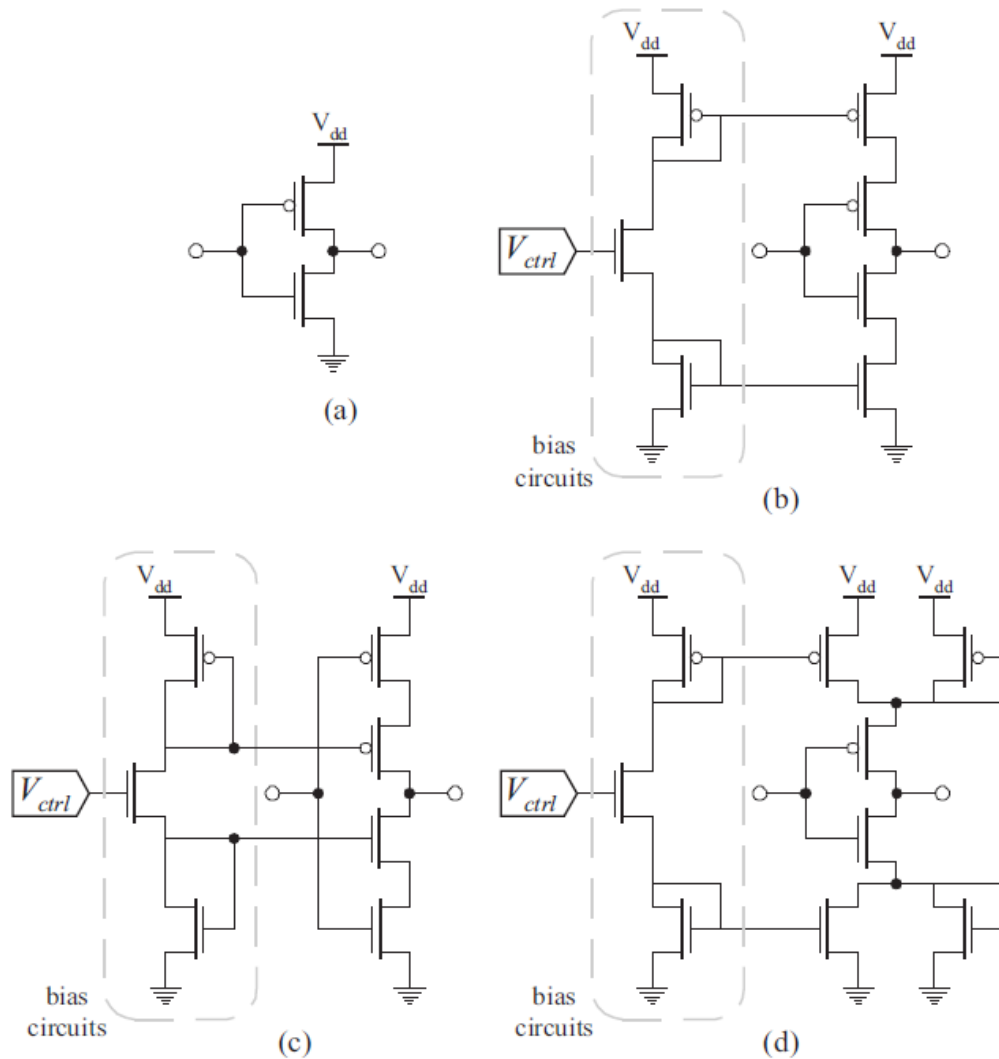 V_dd
(a)
V_dd
V_dd
V_ctrl
bias
circuits
(b)
V_dd
V_dd
V_ctrl
bias
circuits
(c)
V_dd
V_dd
V_dd
V_ctrl
bias
circuits
(d)